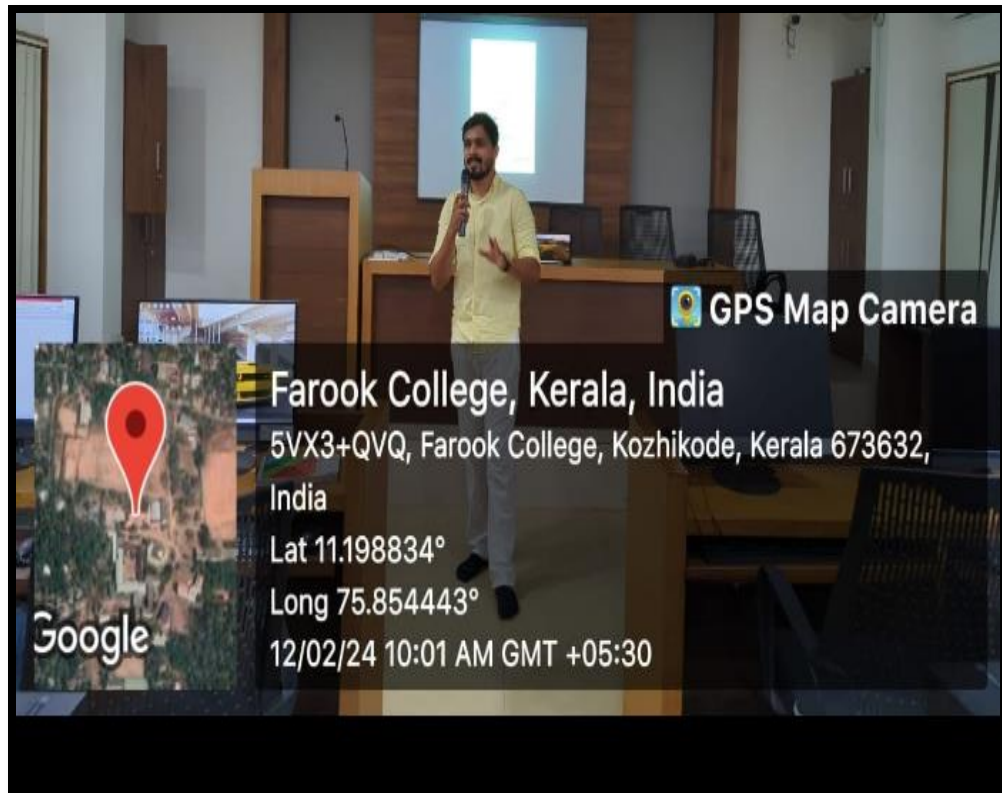 GPS Map Camera
Farook College, Kerala, India
5VX3+QVQ, Farook College, Kozhikode, Kerala 673632,
India
Lat 11.198834°
Long 75.854443°
12/02/24 10:01 AM GMT +05:30
Google